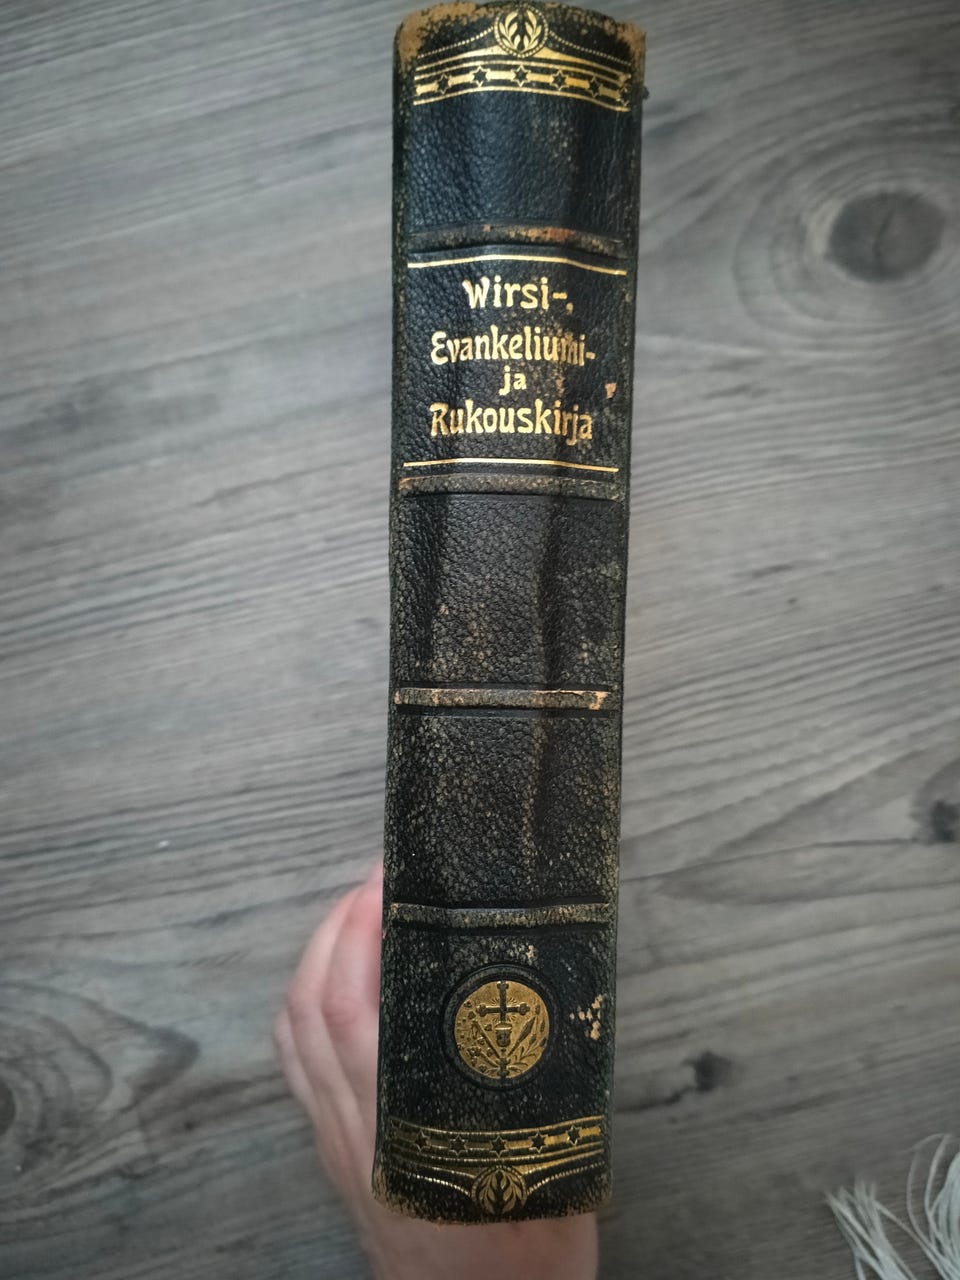 Wirsi-,
Evankeliumi-
ja
Rukouskirja